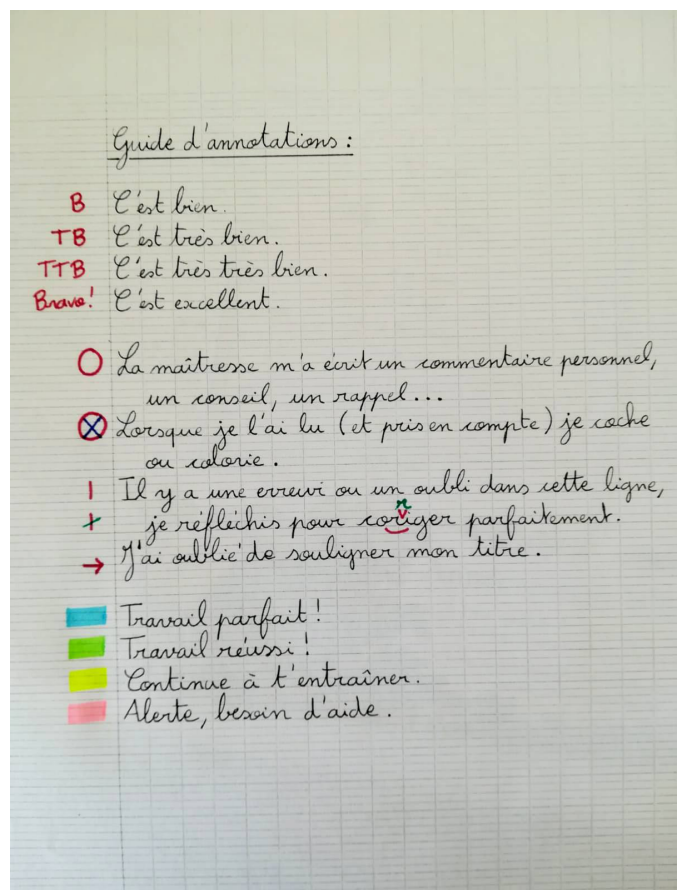 Guide d'annotations :
B C'est bien.
TB C'est très bien.
TTB C'est très très bien.
Bravo! C'est excellent.
O La maîtresse m'a écrit un commentaire personnel,
un conseil, un rappel...
Lorsque je l'ai lu (et pris en compte) je coche
ou colorie.
| Il y a une erreur ou un oubli dans cette ligne,
r
+ je réfléchis pour coriger parfaitement.
→ J'ai oublié de souligner mon titre.
Travail parfait !
Travail réussi !
Continue à t'entraîner.
Alerte, besoin d'aide.